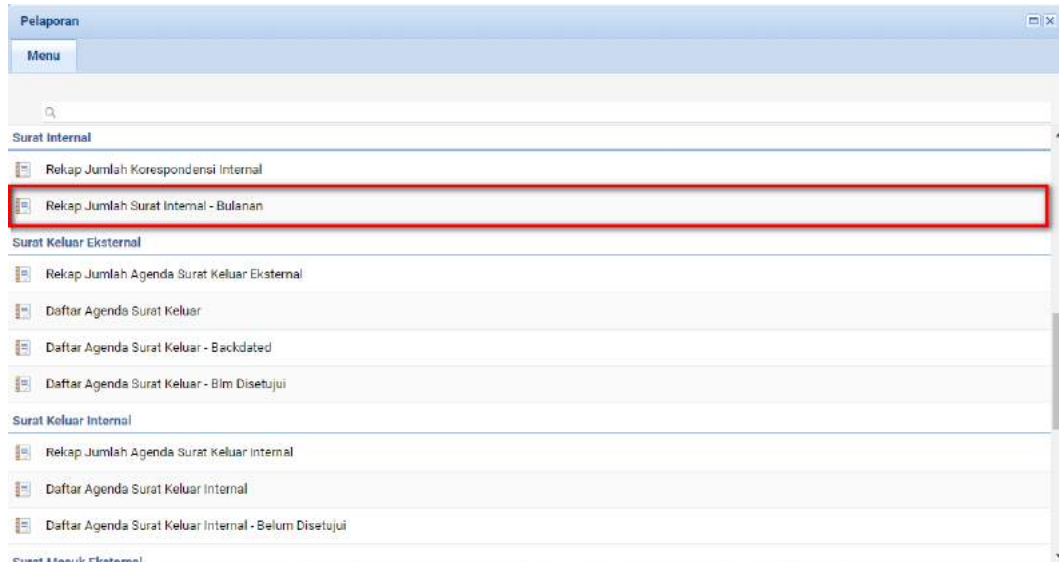 Pelaporan
Menu
Surat Internal
Rekap Jumlah Korespondensi Internal
Rekap Jumlah Surat Internal - Bulanan
Surat Keluar Eksternal
Rekap Jumlah Agenda Surat Keluar Eksternal
Daftar Agenda Surat Keluar
Daftar Agenda Surat Keluar - Backdated
Daftar Agenda Surat Keluar - Blm Disetujui
Surat Keluar Internal
Rekap Jumlah Agenda Surat Keluar Internal
Daftar Agenda Surat Keluar Internal
Daftar Agenda Surat Keluar Internal - Belum Disetujui
Surat Masuk Eksternal